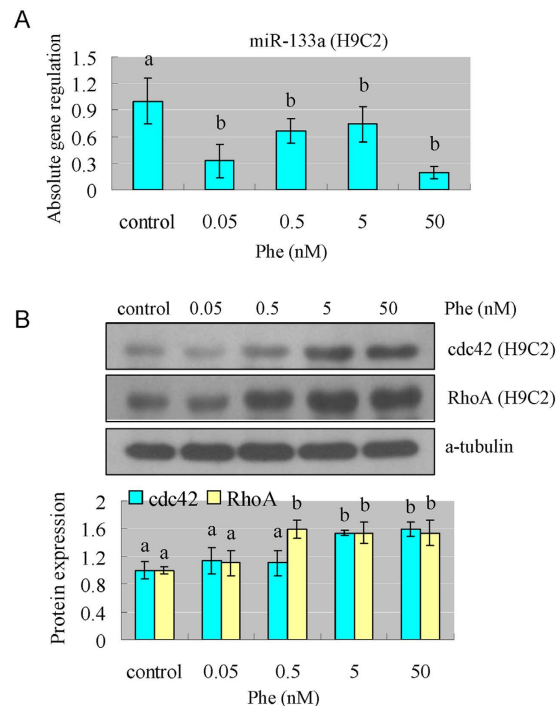 A
miR-133a (H9C2)
Absolute gene regulation
1.5
1.2
0.9
0.6
0.3
0
a
b
b
b
b
control 0.05 0.5 5 50
Phe (nM)
B
control 0.05 0.5 5 50 Phe (nM)
cdc42 (H9C2)
RhoA (H9C2)
a-tubulin
cdc42 RhoA
Protein expression
2
1.6
1.2
0.8
0.4
0
a a a a a b b b b b
control 0.05 0.5 5 50
Phe (nM)